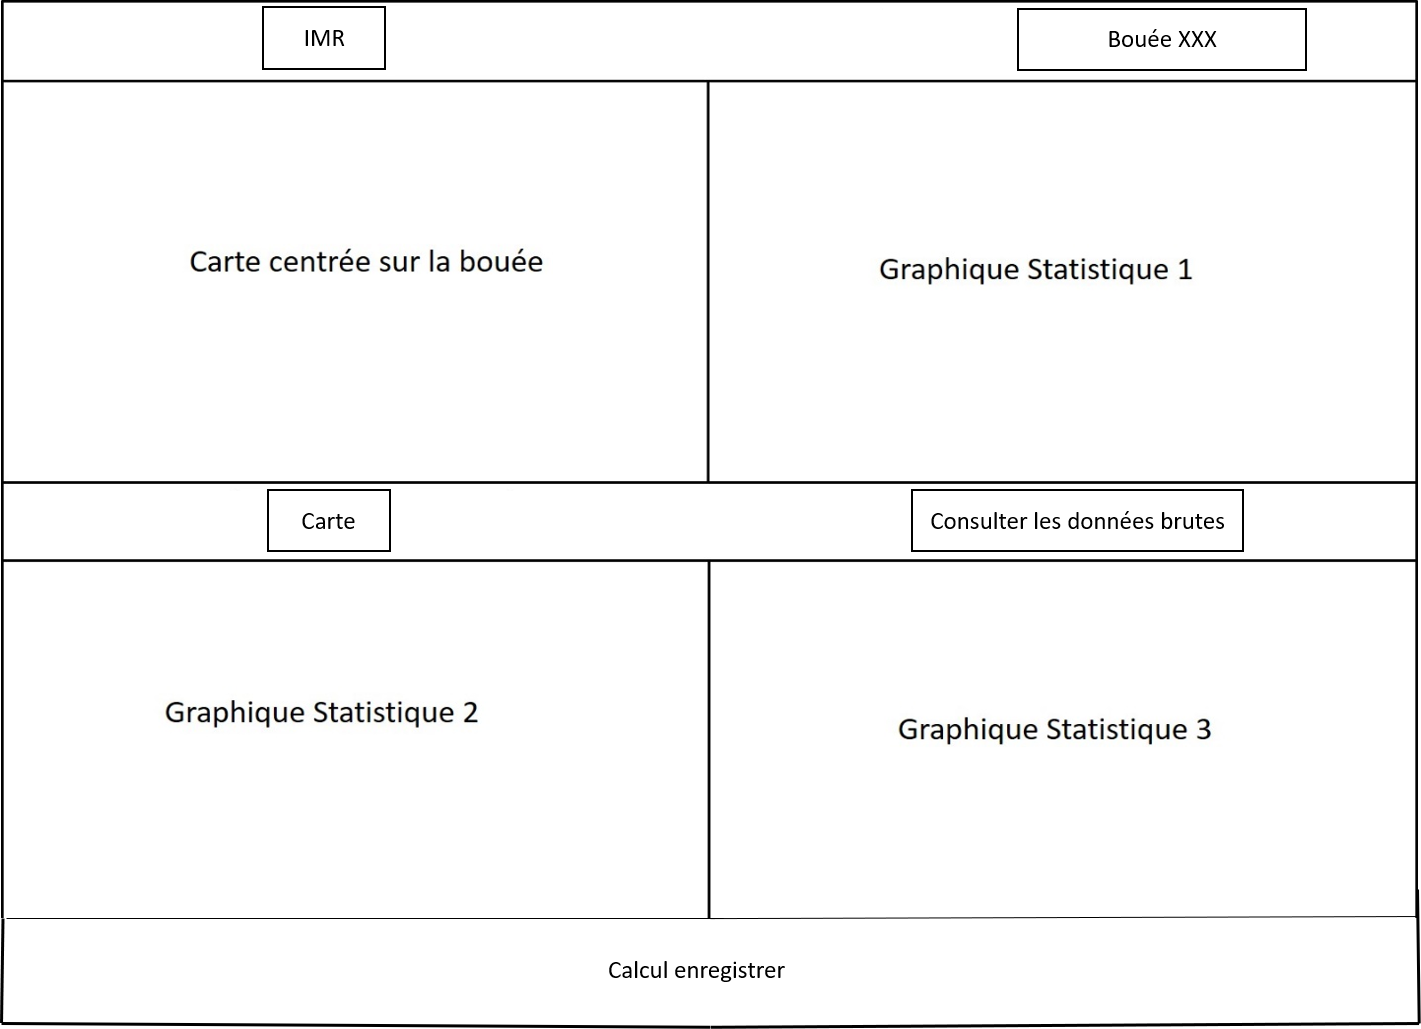 IMR
Bouée XXX
Carte centrée sur la bouée
Graphique Statistique 1
Carte
Consulter les données brutes
Graphique Statistique 2
Graphique Statistique 3
Calcul enregistrer